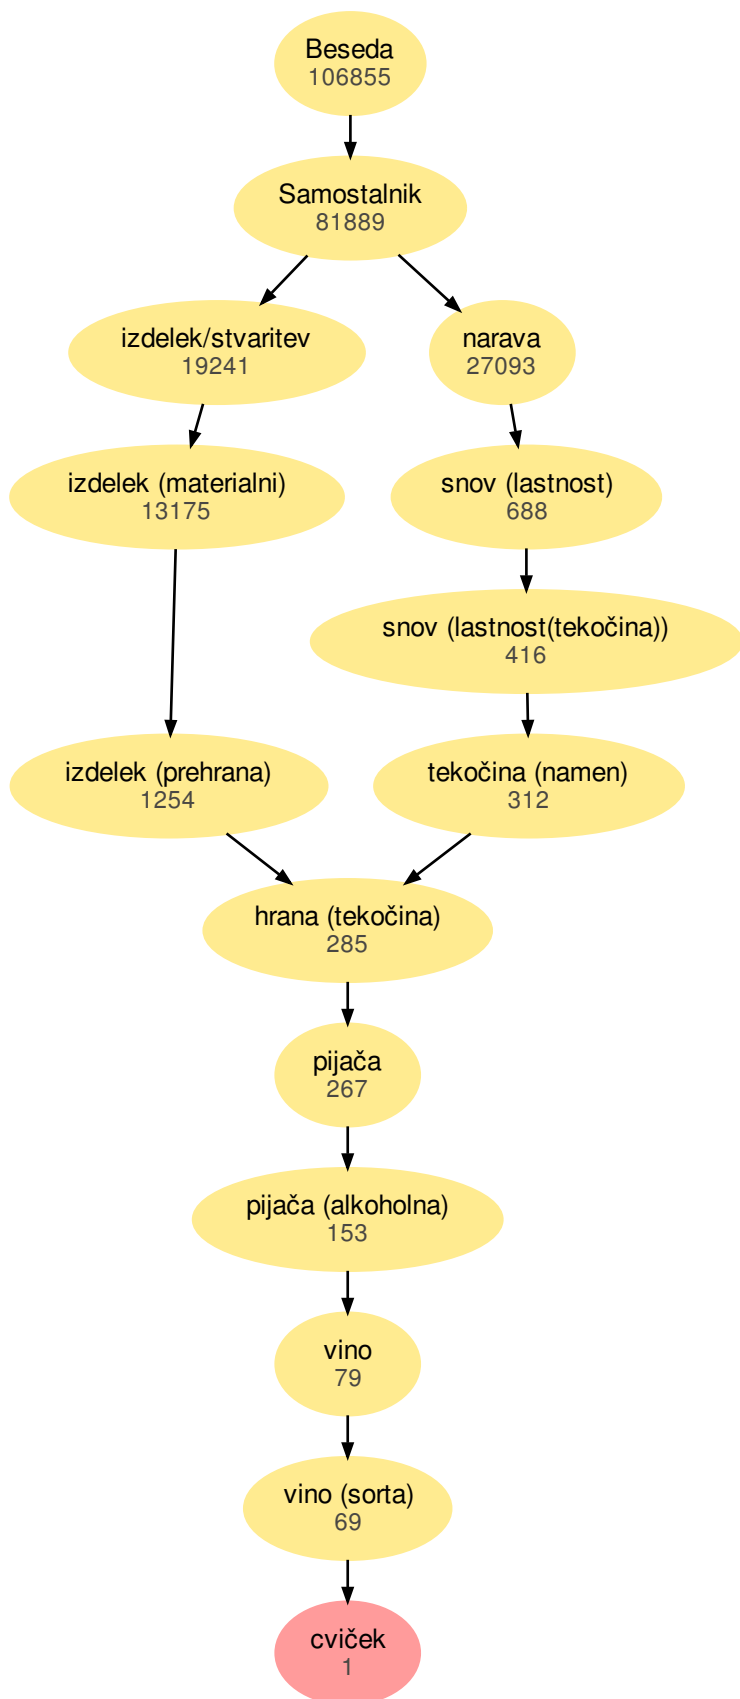 Beseda
106855
Samostalnik
81889
izdelek/stvaritev
19241
narava
27093
izdelek (materialni)
13175
snov (lastnost)
688
snov (lastnost(tekočina))
416
izdelek (prehrana)
1254
tekočina (namen)
312
hrana (tekočina)
285
pijača
267
pijača (alkoholna)
153
vino
79
vino (sorta)
69
cviček
1